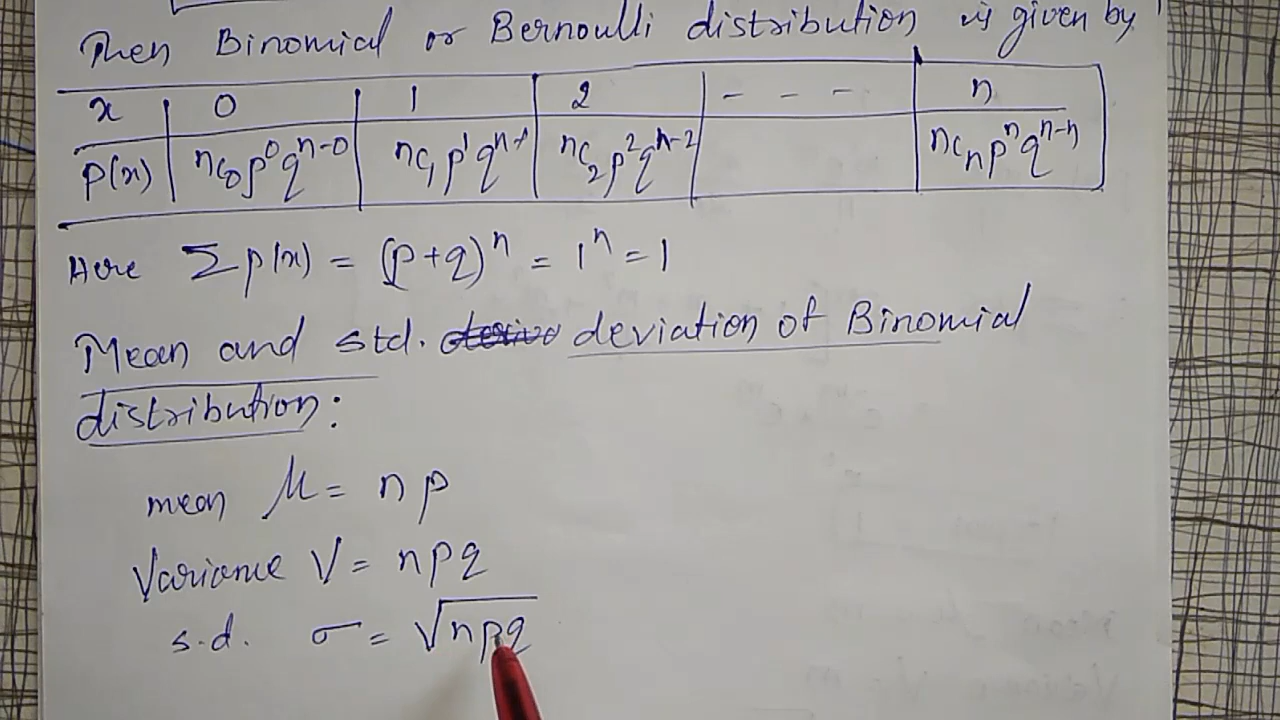 Then Binomial or Bernoulli distribution is given by
x 0 1 2 - - - n
p(x) nC0 p^0 q^n-0 nC1 p^1 q^n-1 nC2 p^2 q^n-2 nCn p^n q^n-n
Here Σ p(x) = (p+q)^n = 1^n = 1
Mean and std. deviation of Binomial
distribution:
mean μ = n p
Variance V = npq
s.d. σ = √npq